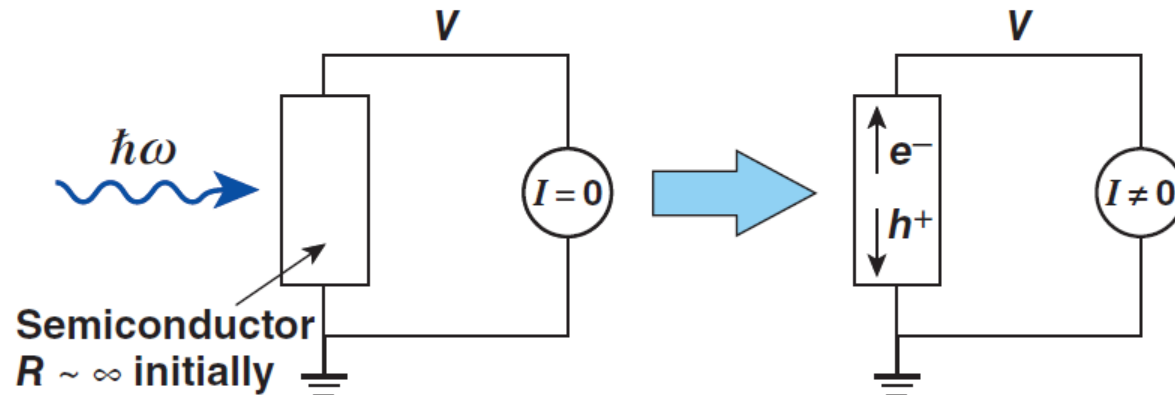 V
V
ħω
I = 0
e⁻
h⁺
I ≠ 0
Semiconductor
R ~ ∞ initially